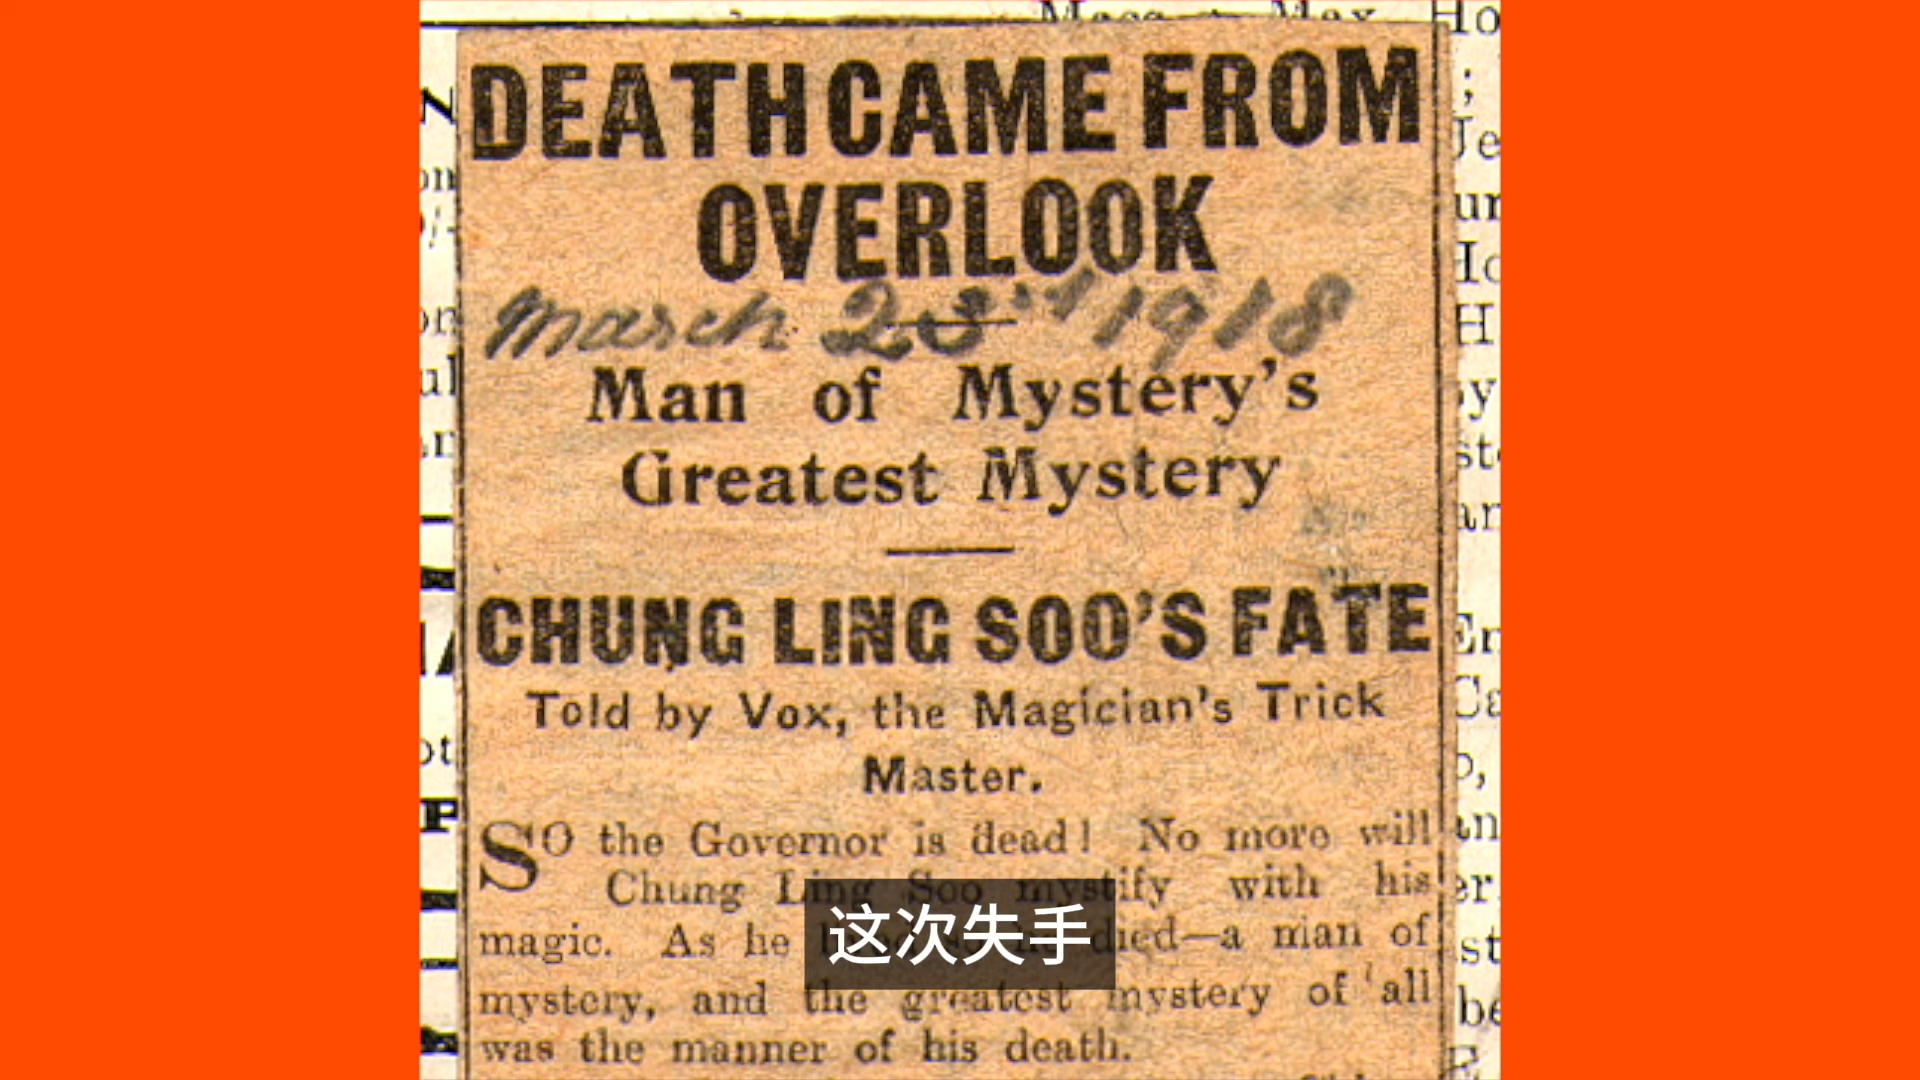 DEATH CAME FROM
OVERLOOK
March 23rd 1918
Man of Mystery's
Greatest Mystery
CHUNG LING SOO'S FATE
Told by Vox, the Magician's Trick
Master.
SO the Governor is dead! No more will
Chung Ling Soo mystify with his
magic. As he died—a man of
mystery, and the greatest mystery of all
was the manner of his death.
这次失手